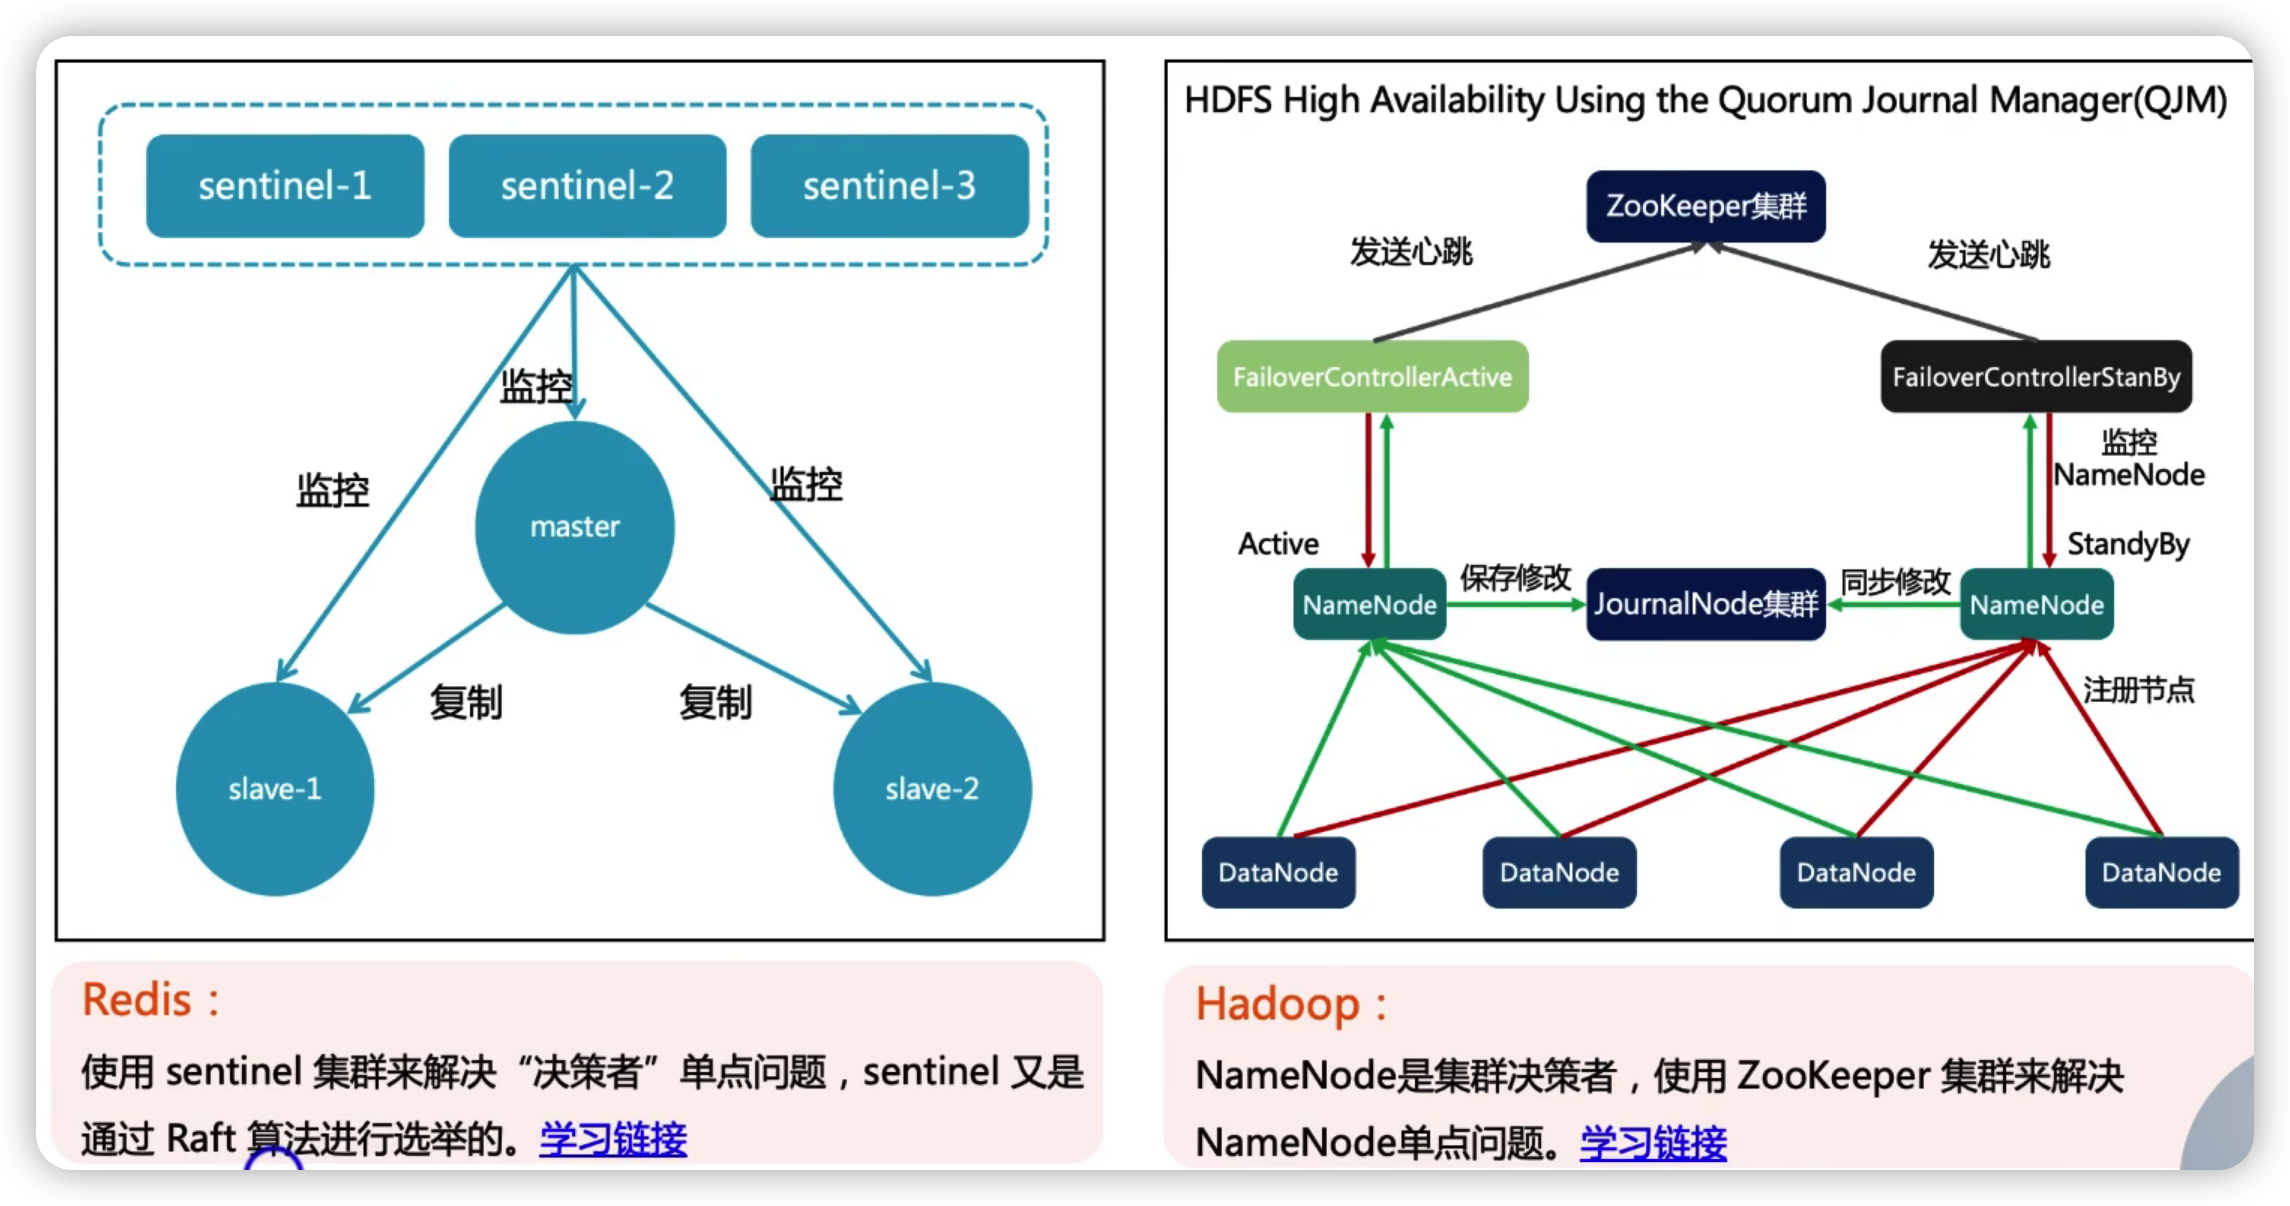 sentinel-1
sentinel-2
sentinel-3
监控
监控
监控
master
复制
复制
slave-1
slave-2
Redis：
使用 sentinel 集群来解决“决策者”单点问题，sentinel 又是
通过 Raft 算法进行选举的。学习链接
HDFS High Availability Using the Quorum Journal Manager(QJM)
ZooKeeper集群
发送心跳
发送心跳
FailoverControllerActive
FailoverControllerStanBy
监控
NameNode
Active
StandyBy
NameNode
保存修改
JournalNode集群
同步修改
NameNode
注册节点
DataNode
DataNode
DataNode
DataNode
Hadoop：
NameNode是集群决策者，使用 ZooKeeper 集群来解决
NameNode单点问题。学习链接